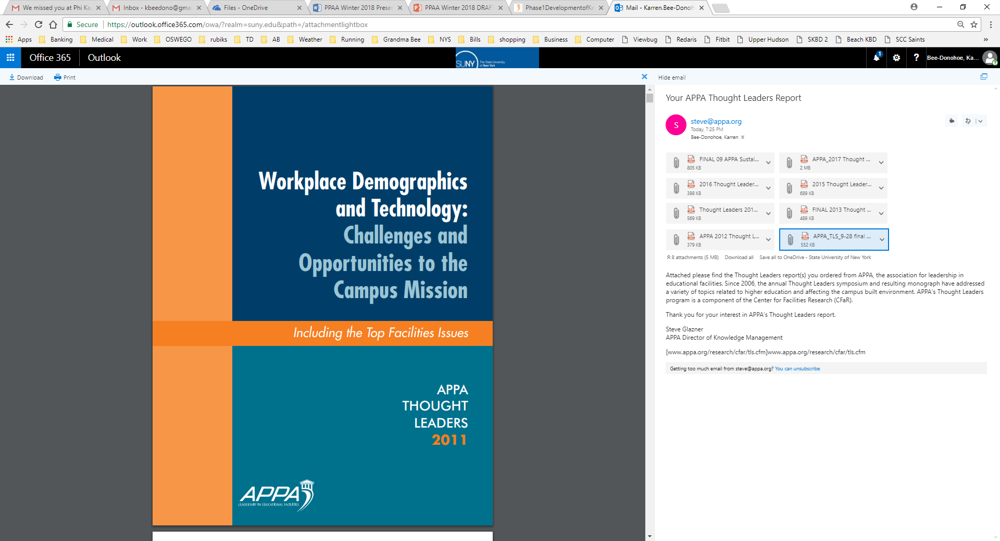 We missed you at Phi Ka
Inbox - kbeedono@gma
Files - OneDrive
PPAA Winter 2018 Presen
PPAA Winter 2018 DRAF
Phase1DevelopmentofKe
Mail - Karren.Bee-Donoh
Secure
https://outlook.office365.com/owa/?realm=suny.edu&path=/attachmentlightbox
Apps Banking Medical Work OSWEGO rubiks TD AB Weather Running Grandma Bee NYS Bills shopping Business Computer Viewbug Redaris Fitbit Upper Hudson SKBD 2 Beach KBD SCC Saints »
Office 365 Outlook
SUNY The State University
of New York
1
?
Bee-Donohoe, Ka...
Download Print
Hide email
Workplace Demographics
and Technology:
Challenges and
Opportunities to the
Campus Mission
Including the Top Facilities Issues
APPA
THOUGHT
LEADERS
2011
APPA
LEADERSHIP IN EDUCATIONAL FACILITIES
Your APPA Thought Leaders Report
S
steve@appa.org
Today, 7:25 PM
Bee-Donohoe, Karren
FINAL 09 APPA Sustai...
805 KB
APPA_2017 Thought ...
2 MB
2016 Thought Leader...
398 KB
2015 Thought Leader...
689 KB
Thought Leaders 201...
569 KB
FINAL 2013 Thought ...
489 KB
APPA 2012 Thought L...
379 KB
APPA_TLS_9-28 final ...
552 KB
8 attachments (5 MB) Download all Save all to OneDrive - State University of New York
Attached please find the Thought Leaders report(s) you ordered from APPA, the association for leadership in
educational facilities. Since 2006, the annual Thought Leaders symposium and resulting monograph have addressed
a variety of topics related to higher education and affecting the campus built environment. APPA's Thought Leaders
program is a component of the Center for Facilities Research (CFaR).
Thank you for your interest in APPA's Thought Leaders report.
Steve Glazner
APPA Director of Knowledge Management
[www.appa.org/research/cfar/tls.cfm]www.appa.org/research/cfar/tls.cfm
Getting too much email from steve@appa.org? You can unsubscribe